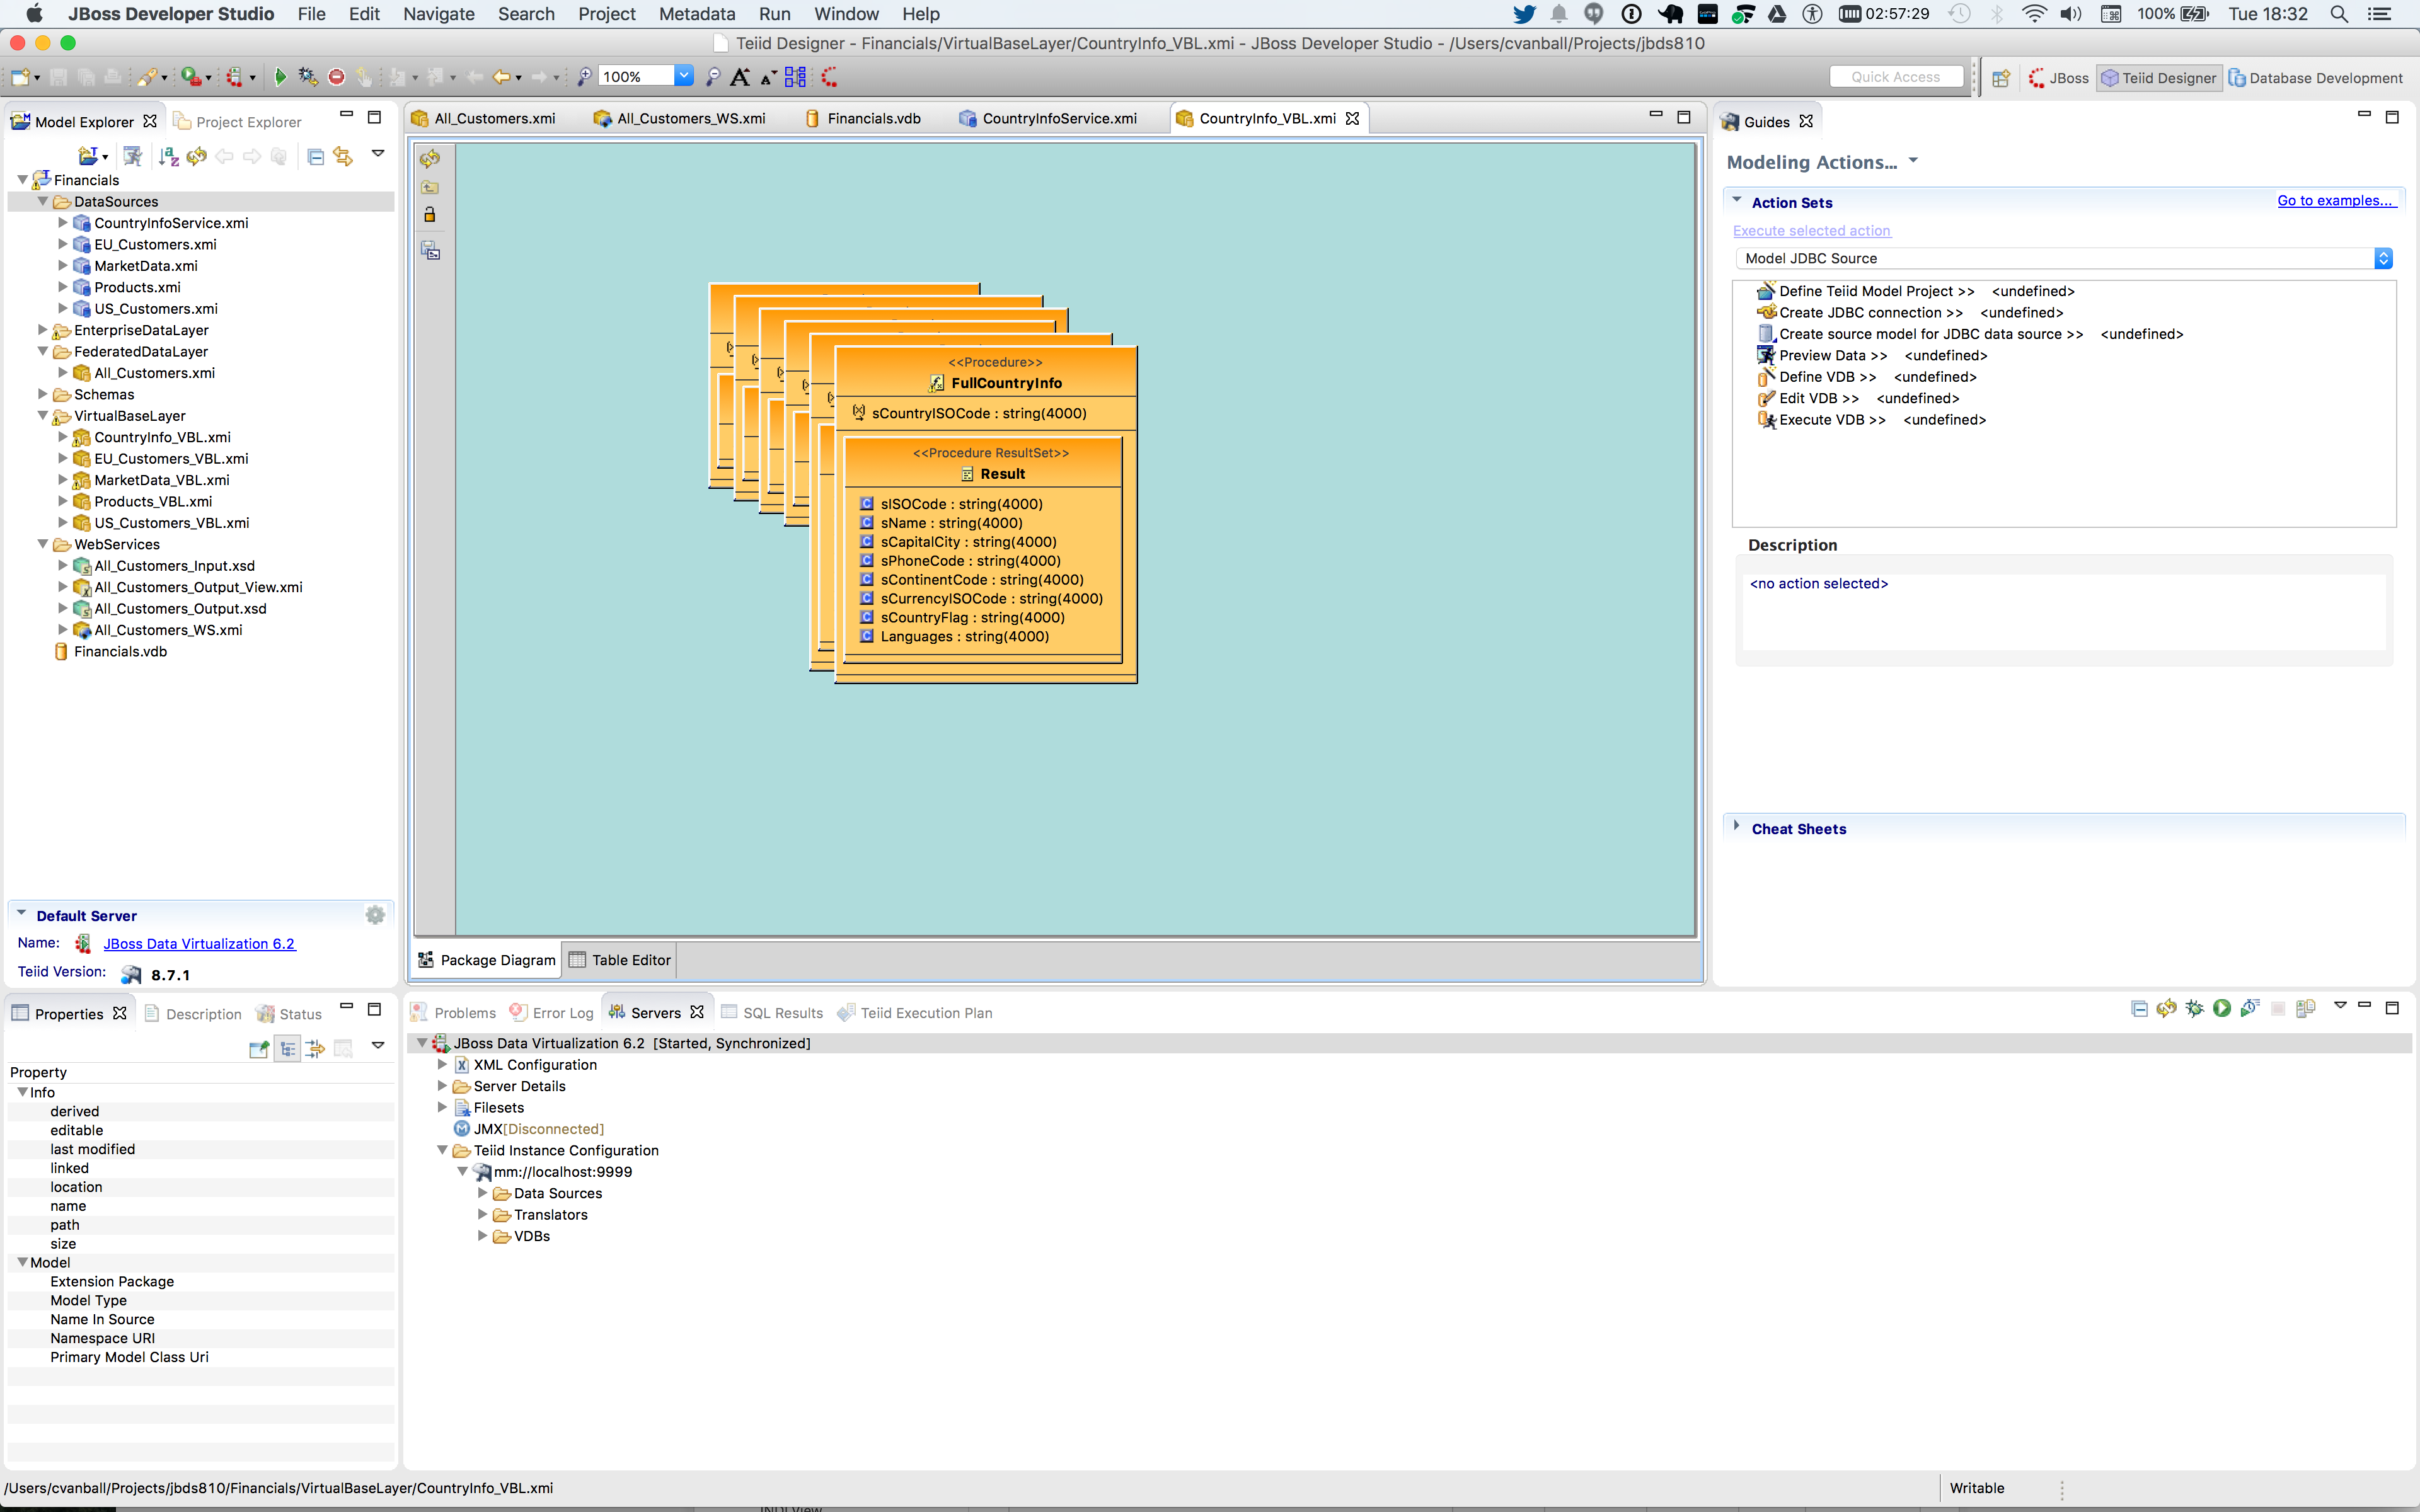 JBoss Developer Studio File Edit Navigate Search Project Metadata Run Window Help 02:57:29 100% Tue 18:32
Teiid Designer - Financials/VirtualBaseLayer/CountryInfo_VBL.xmi - JBoss Developer Studio - /Users/cvanball/Projects/jbds810
100% Quick Access JBoss Teiid Designer Database Development
Model Explorer Project Explorer
Financials
DataSources
CountryInfoService.xmi
EU_Customers.xmi
MarketData.xmi
Products.xmi
US_Customers.xmi
EnterpriseDataLayer
FederatedDataLayer
All_Customers.xmi
Schemas
VirtualBaseLayer
CountryInfo_VBL.xmi
EU_Customers_VBL.xmi
MarketData_VBL.xmi
Products_VBL.xmi
US_Customers_VBL.xmi
WebServices
All_Customers_Input.xsd
All_Customers_Output_View.xmi
All_Customers_Output.xsd
All_Customers_WS.xmi
Financials.vdb
Default Server
Name: JBoss Data Virtualization 6.2
Teiid Version: 8.7.1
All_Customers.xmi All_Customers_WS.xmi Financials.vdb CountryInfoService.xmi CountryInfo_VBL.xmi
<<Procedure>>
FullCountryInfo
sCountryISOCode : string(4000)
<<Procedure ResultSet>>
Result
sISOCode : string(4000)
sName : string(4000)
sCapitalCity : string(4000)
sPhoneCode : string(4000)
sContinentCode : string(4000)
sCurrencyISOCode : string(4000)
sCountryFlag : string(4000)
Languages : string(4000)
Package Diagram Table Editor
Guides
Modeling Actions...
Action Sets Go to examples...
Execute selected action
Model JDBC Source
Define Teiid Model Project >> <undefined>
Create JDBC connection >> <undefined>
Create source model for JDBC data source >> <undefined>
Preview Data >> <undefined>
Define VDB >> <undefined>
Edit VDB >> <undefined>
Execute VDB >> <undefined>
Description
<no action selected>
Cheat Sheets
Properties Description Status
Property
Info
derived
editable
last modified
linked
location
name
path
size
Model
Extension Package
Model Type
Name In Source
Namespace URI
Primary Model Class Uri
Problems Error Log Servers SQL Results Teiid Execution Plan
JBoss Data Virtualization 6.2 [Started, Synchronized]
XML Configuration
Server Details
Filesets
JMX[Disconnected]
Teiid Instance Configuration
mm://localhost:9999
Data Sources
Translators
VDBs
/Users/cvanball/Projects/jbds810/Financials/VirtualBaseLayer/CountryInfo_VBL.xmi Writable